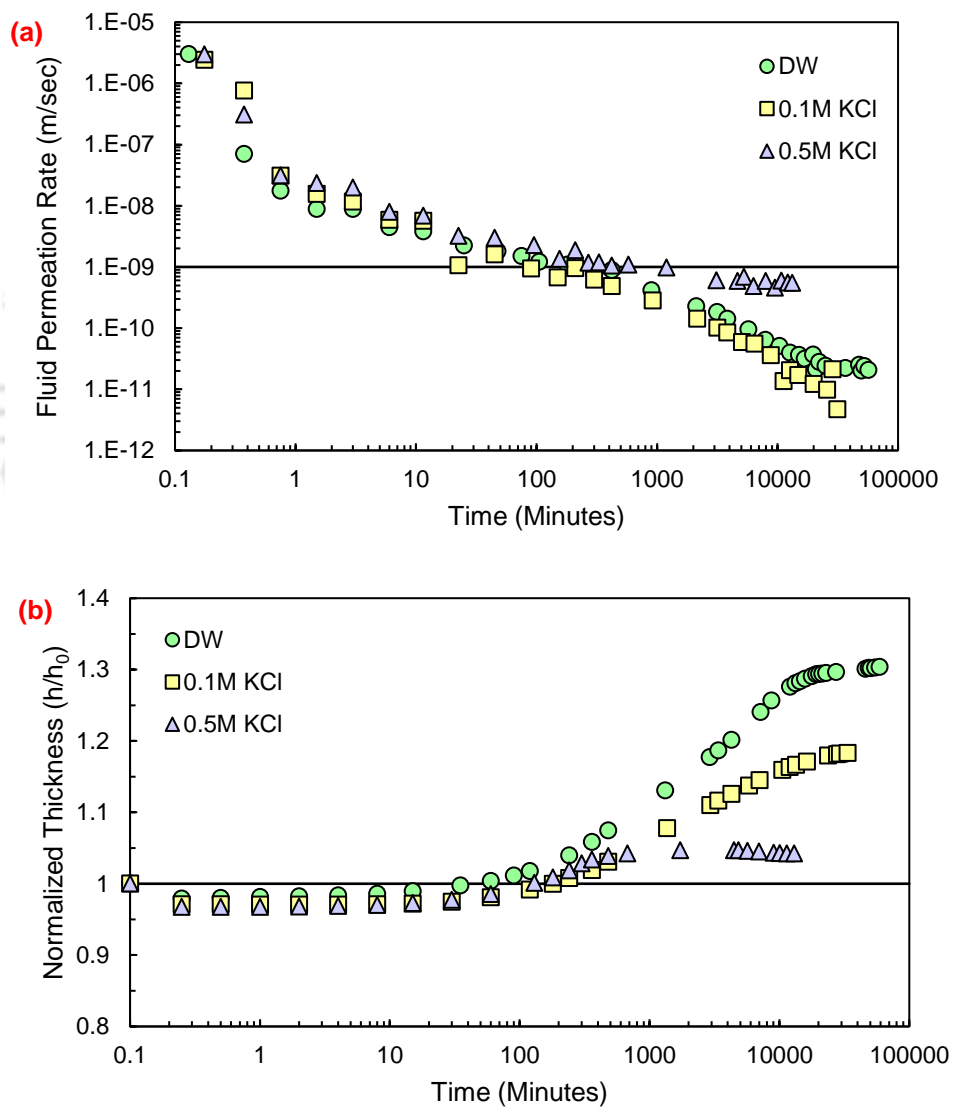 (a)
Fluid Permeation Rate (m/sec)
1.E-05
1.E-06
1.E-07
1.E-08
1.E-09
1.E-10
1.E-11
1.E-12
DW
0.1M KCl
0.5M KCl
0.1 1 10 100 1000 10000 100000
Time (Minutes)
(b)
Normalized Thickness (h/h0)
1.4
1.3
1.2
1.1
1
0.9
0.8
DW
0.1M KCl
0.5M KCl
0.1 1 10 100 1000 10000 100000
Time (Minutes)